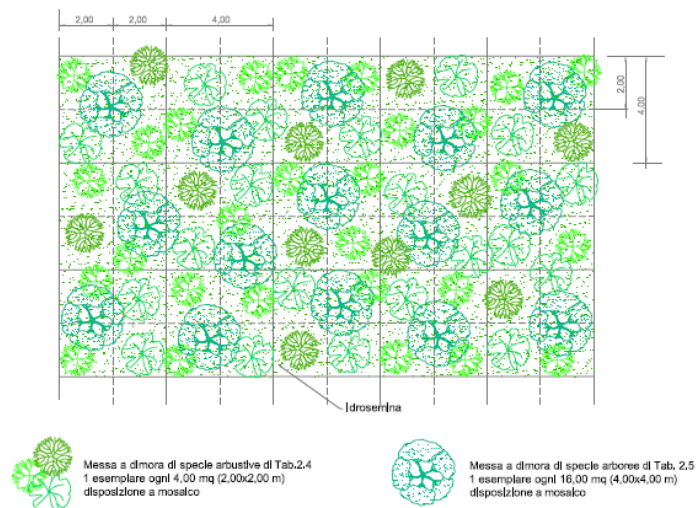 2,00 2,00 4,00
2,00
4,00
Idrosemina
Messa a dimora di specie arbustive di Tab.2.4
1 esemplare ogni 4,00 mq (2,00x2,00 m)
disposizione a mosaico
Messa a dimora di specie arboree di Tab. 2.5
1 esemplare ogni 16,00 mq (4,00x4,00 m)
disposizione a mosaico